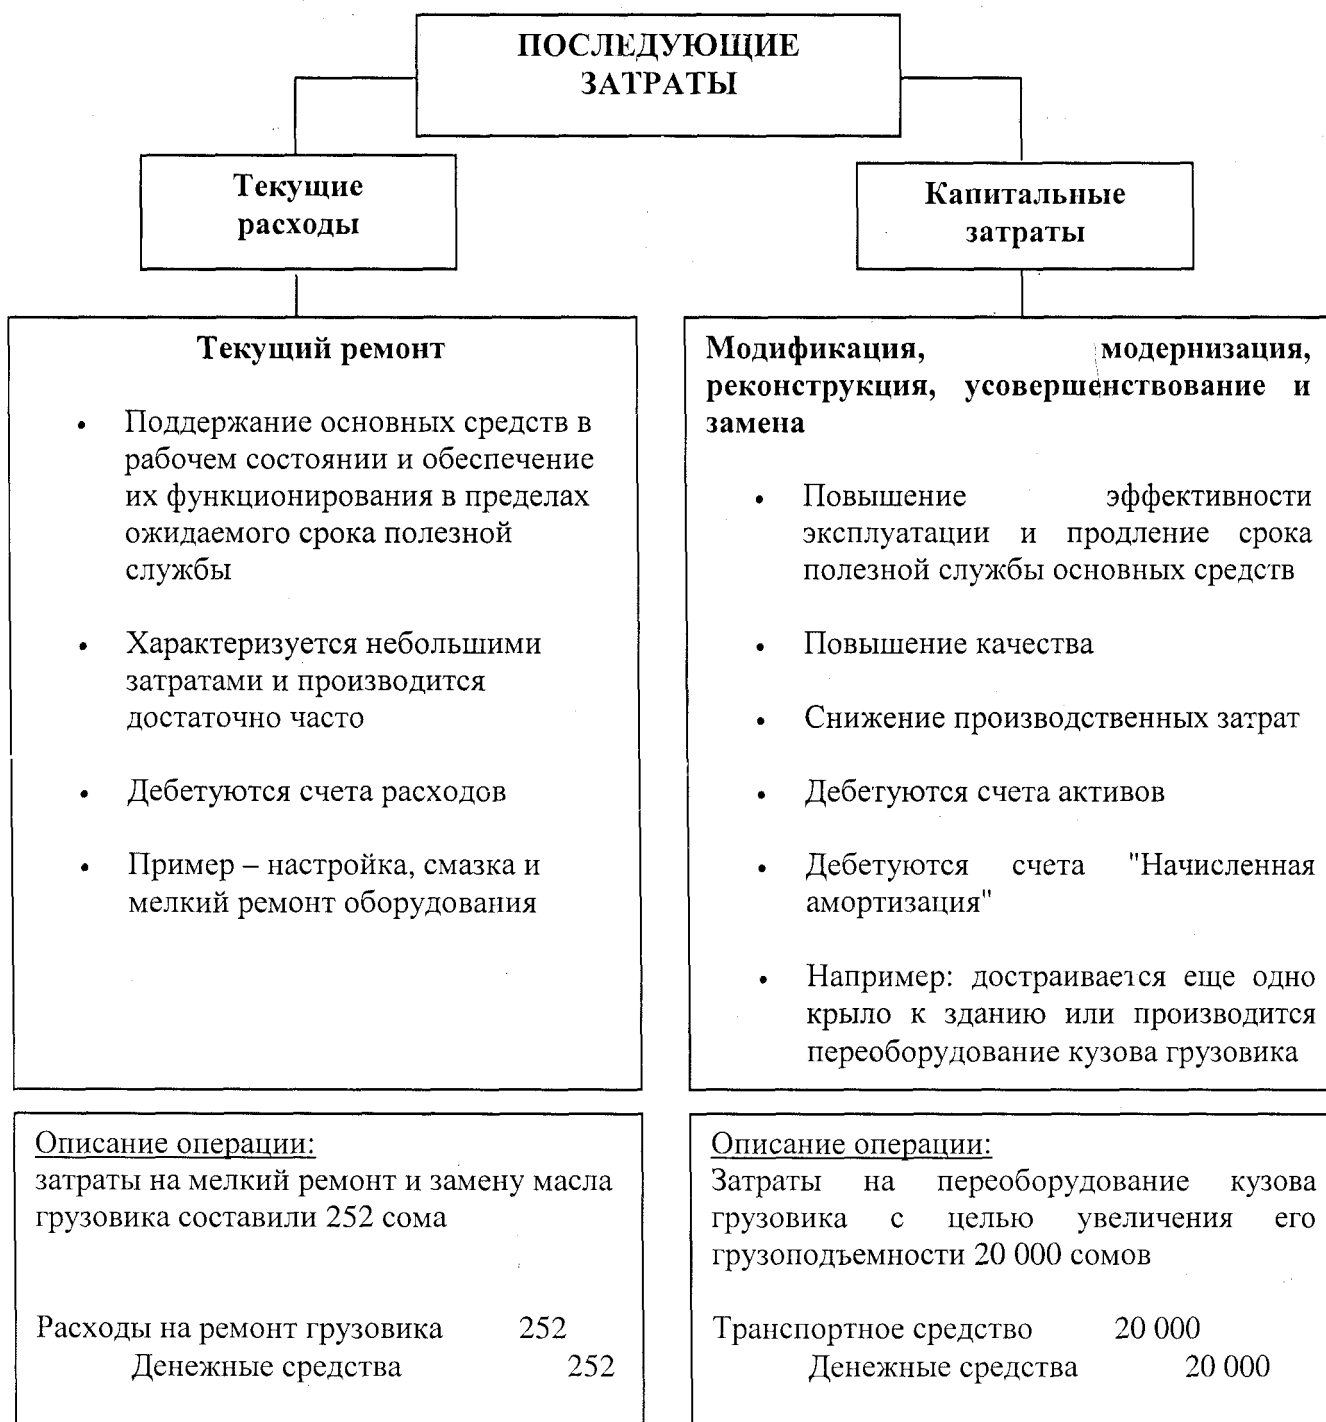 ПОСЛЕДУЮЩИЕ
ЗАТРАТЫ
Текущие
расходы
Капитальные
затраты
Текущий ремонт
• Поддержание основных средств в
рабочем состоянии и обеспечение
их функционирования в пределах
ожидаемого срока полезной
службы
• Характеризуется небольшими
затратами и производится
достаточно часто
• Дебетуются счета расходов
• Пример – настройка, смазка и
мелкий ремонт оборудования
Модификация, модернизация,
реконструкция, усовершенствование и
замена
• Повышение эффективности
эксплуатации и продление срока
полезной службы основных средств
• Повышение качества
• Снижение производственных затрат
• Дебетуются счета активов
• Дебетуются счета "Начисленная
амортизация"
• Например: достраивается еще одно
крыло к зданию или производится
переоборудование кузова грузовика
Описание операции:
затраты на мелкий ремонт и замену масла
грузовика составили 252 сома
Расходы на ремонт грузовика 252
Денежные средства 252
Описание операции:
Затраты на переоборудование кузова
грузовика с целью увеличения его
грузоподъемности 20 000 сомов
Транспортное средство 20 000
Денежные средства 20 000